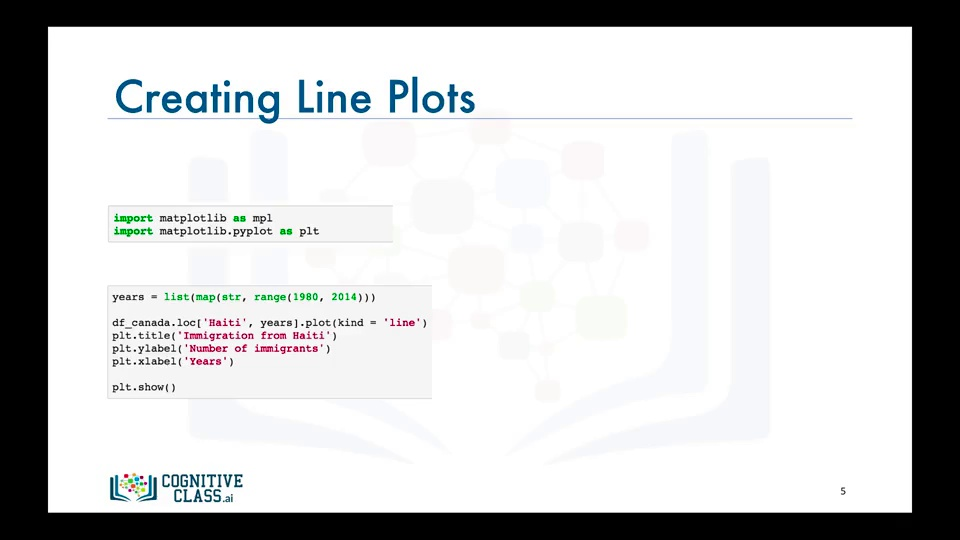 Creating Line Plots
import matplotlib as mpl
import matplotlib.pyplot as plt
years = list(map(str, range(1980, 2014)))
df_canada.loc['Haiti', years].plot(kind = 'line')
plt.title('Immigration from Haiti')
plt.ylabel('Number of immigrants')
plt.xlabel('Years')
plt.show()
COGNITIVE
CLASS.ai
5